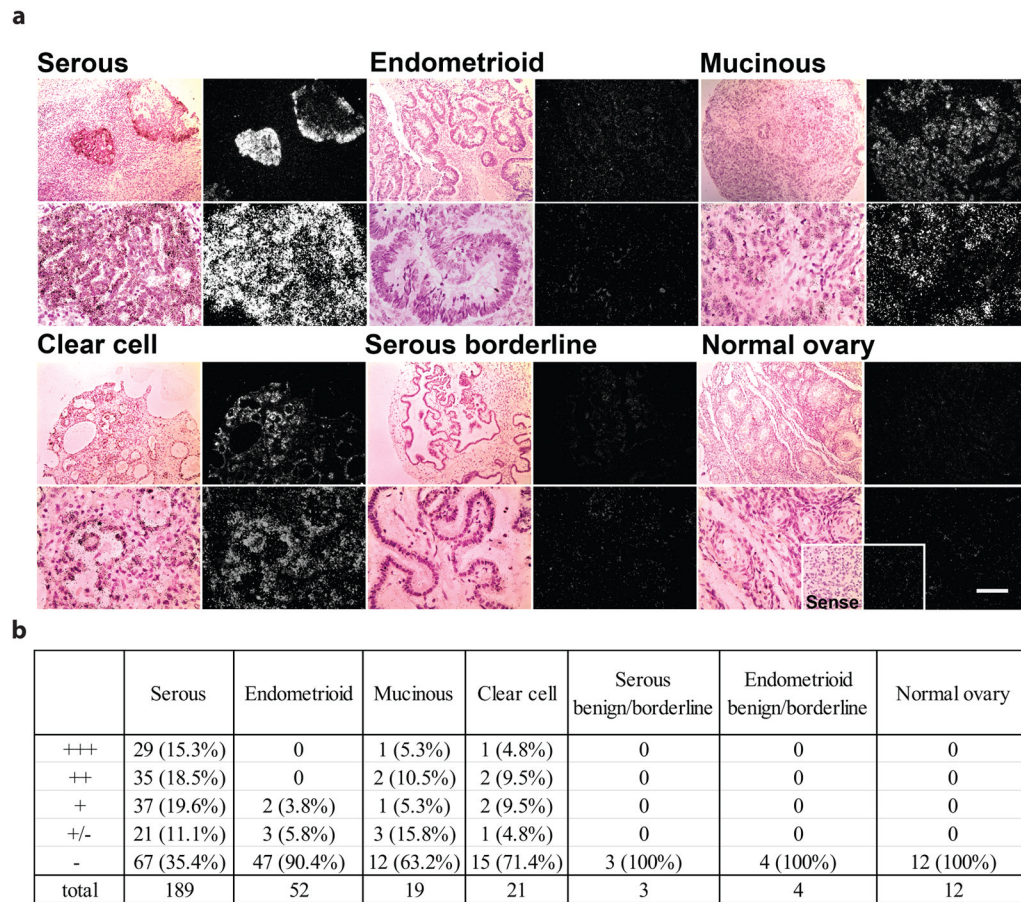 a
Serous Endometrioid Mucinous
Clear cell Serous borderline Normal ovary
Sense
b
Serous Endometrioid Mucinous Clear cell Serous benign/borderline Endometrioid benign/borderline Normal ovary
+++ 29 (15.3%) 0 1 (5.3%) 1 (4.8%) 0 0 0
++ 35 (18.5%) 0 2 (10.5%) 2 (9.5%) 0 0 0
+ 37 (19.6%) 2 (3.8%) 1 (5.3%) 2 (9.5%) 0 0 0
+/- 21 (11.1%) 3 (5.8%) 3 (15.8%) 1 (4.8%) 0 0 0
- 67 (35.4%) 47 (90.4%) 12 (63.2%) 15 (71.4%) 3 (100%) 4 (100%) 12 (100%)
total 189 52 19 21 3 4 12